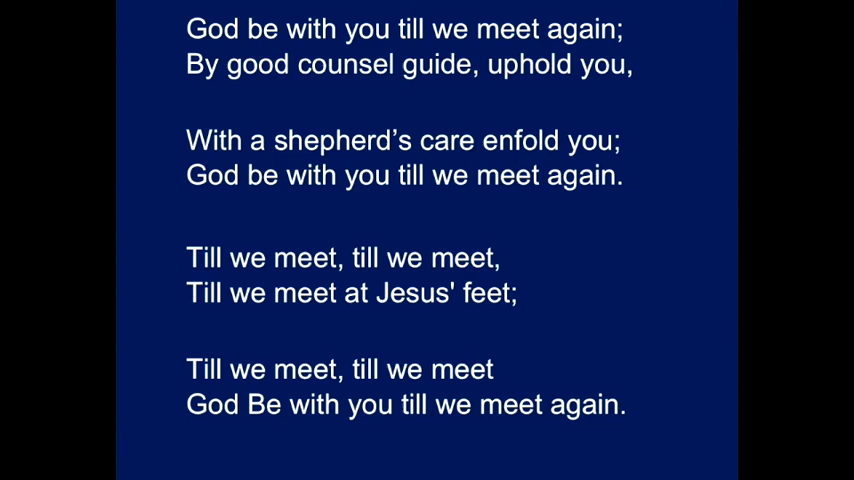 God be with you till we meet again;
By good counsel guide, uphold you,
With a shepherd’s care enfold you;
God be with you till we meet again.
Till we meet, till we meet,
Till we meet at Jesus' feet;
Till we meet, till we meet
God Be with you till we meet again.